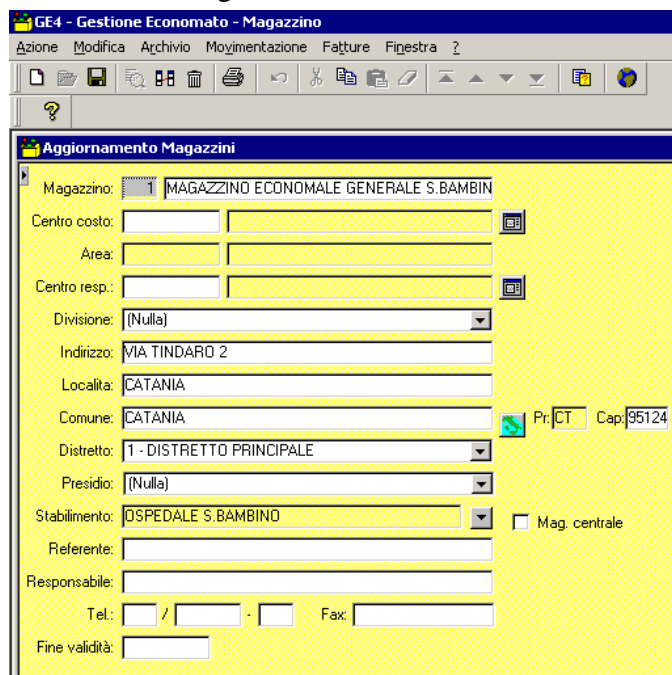 GE4 - Gestione Economato - Magazzino
Azione Modifica Archivio Movimentazione Fatture Finestra ?
Aggiornamento Magazzini
Magazzino: 1 MAGAZZINO ECONOMALE GENERALE S.BAMBIN
Centro costo:
Area:
Centro resp.:
Divisione: (Nulla)
Indirizzo: VIA TINDARO 2
Localita: CATANIA
Comune: CATANIA Pr: CT Cap: 95124
Distretto: 1 - DISTRETTO PRINCIPALE
Presidio: (Nulla)
Stabilimento: OSPEDALE S.BAMBINO Mag. centrale
Referente:
Responsabile:
Tel.: / - Fax:
Fine validità: